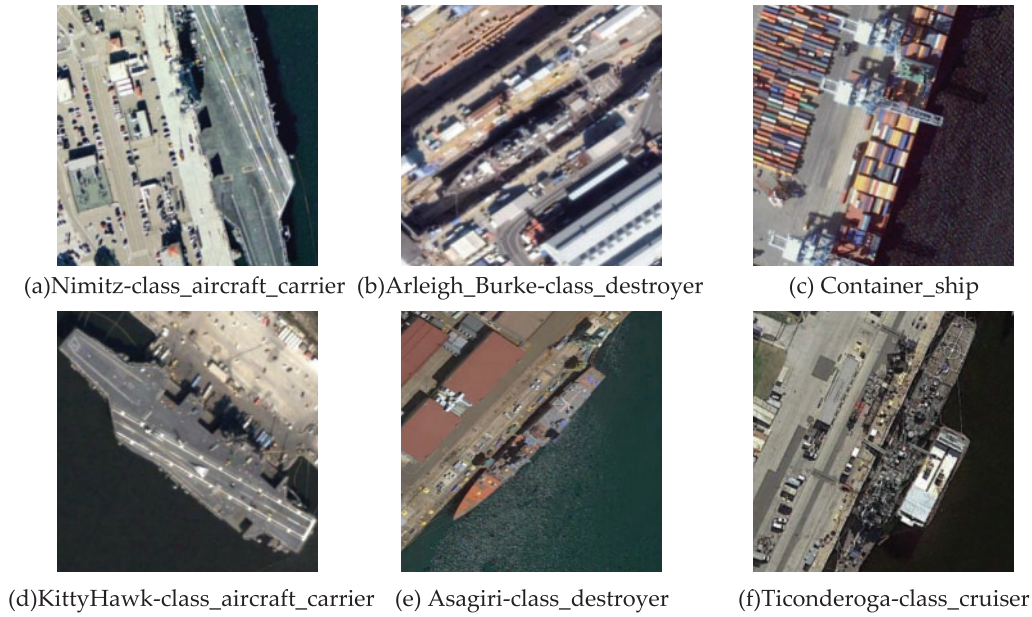 (a)Nimitz-class_aircraft_carrier (b)Arleigh_Burke-class_destroyer (c) Container_ship
(d)KittyHawk-class_aircraft_carrier (e) Asagiri-class_destroyer (f)Ticonderoga-class_cruiser